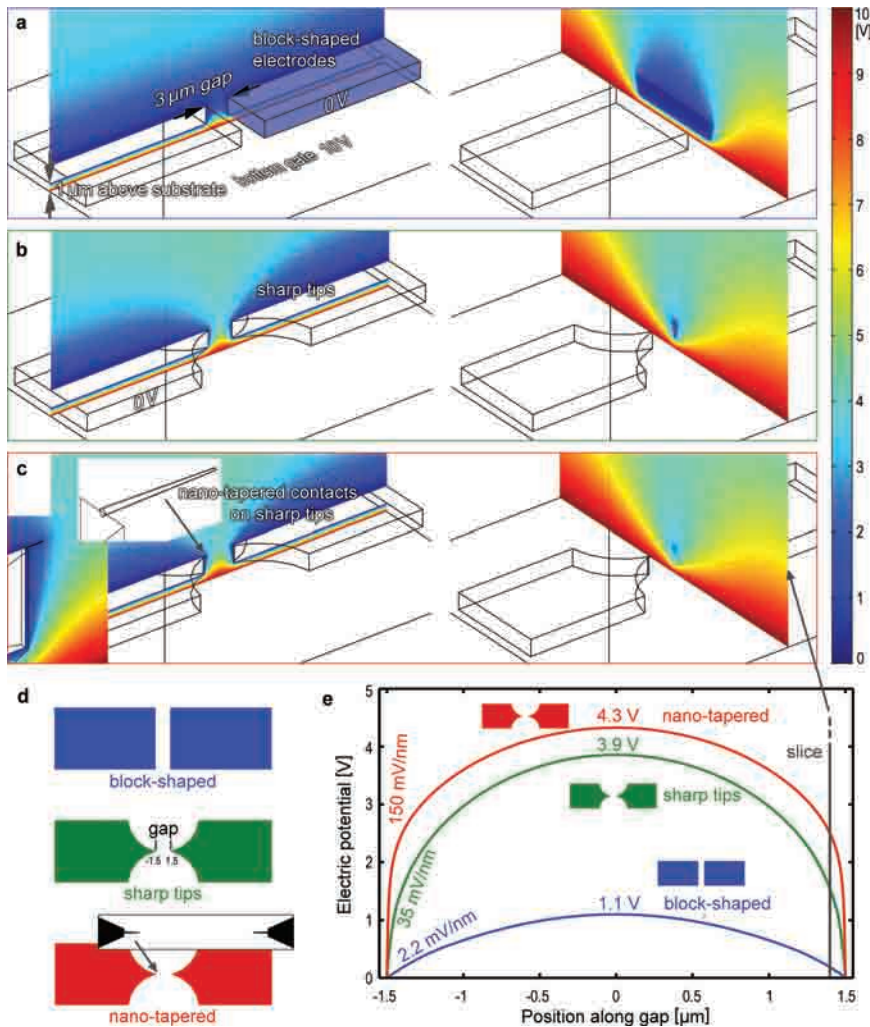 a
block-shaped
electrodes
3 µm gap
0V
bottom gate 10 V
1 µm above substrate
10
[V]
9
8
7
6
5
4
3
2
1
0
b
sharp tips
0V
c
nano-tapered contacts
on sharp tips
d
block-shaped
gap
-1.5 1.5
sharp tips
nano-tapered
e
5
4
3
2
1
0
Electric potential [V]
4.3 V nano-tapered
3.9 V
slice
sharp tips
150 mV/nm
35 mV/nm
1.1 V
block-shaped
2.2 mV/nm
-1.5 -1 -0.5 0 0.5 1 1.5
Position along gap [µm]